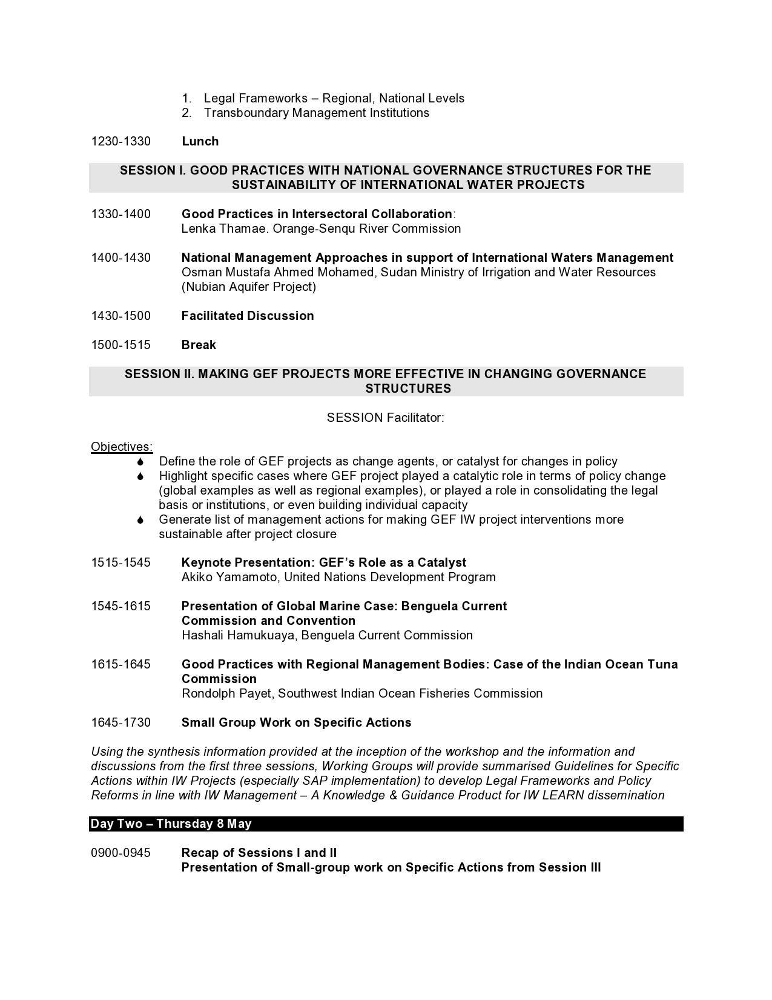 1. Legal Frameworks – Regional, National Levels
2. Transboundary Management Institutions
1230-1330 Lunch
SESSION I. GOOD PRACTICES WITH NATIONAL GOVERNANCE STRUCTURES FOR THE
SUSTAINABILITY OF INTERNATIONAL WATER PROJECTS
1330-1400 Good Practices in Intersectoral Collaboration:
Lenka Thamae. Orange-Senqu River Commission
1400-1430 National Management Approaches in support of International Waters Management
Osman Mustafa Ahmed Mohamed, Sudan Ministry of Irrigation and Water Resources
(Nubian Aquifer Project)
1430-1500 Facilitated Discussion
1500-1515 Break
SESSION II. MAKING GEF PROJECTS MORE EFFECTIVE IN CHANGING GOVERNANCE
STRUCTURES
SESSION Facilitator:
Objectives:
Define the role of GEF projects as change agents, or catalyst for changes in policy
Highlight specific cases where GEF project played a catalytic role in terms of policy change
(global examples as well as regional examples), or played a role in consolidating the legal
basis or institutions, or even building individual capacity
Generate list of management actions for making GEF IW project interventions more
sustainable after project closure
1515-1545 Keynote Presentation: GEF’s Role as a Catalyst
Akiko Yamamoto, United Nations Development Program
1545-1615 Presentation of Global Marine Case: Benguela Current
Commission and Convention
Hashali Hamukuaya, Benguela Current Commission
1615-1645 Good Practices with Regional Management Bodies: Case of the Indian Ocean Tuna
Commission
Rondolph Payet, Southwest Indian Ocean Fisheries Commission
1645-1730 Small Group Work on Specific Actions
Using the synthesis information provided at the inception of the workshop and the information and
discussions from the first three sessions, Working Groups will provide summarised Guidelines for Specific
Actions within IW Projects (especially SAP implementation) to develop Legal Frameworks and Policy
Reforms in line with IW Management – A Knowledge & Guidance Product for IW LEARN dissemination
Day Two – Thursday 8 May
0900-0945 Recap of Sessions I and II
Presentation of Small-group work on Specific Actions from Session III